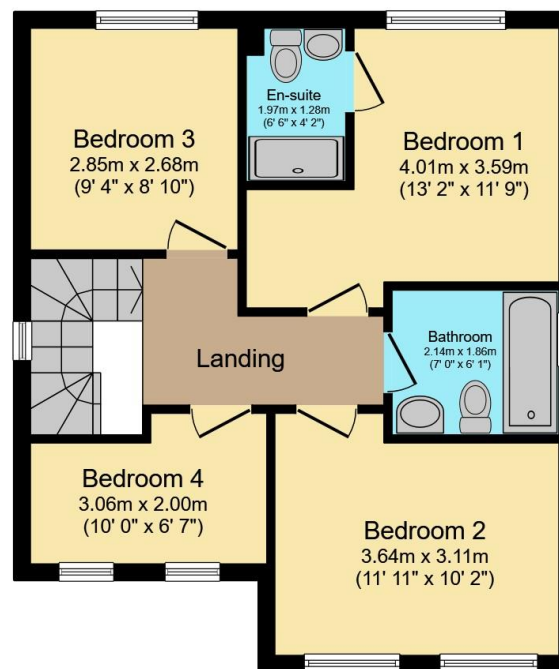 Bedroom 3
2.85m x 2.68m
(9' 4" x 8' 10")
En-suite
1.97m x 1.28m
(6' 6" x 4' 2")
Bedroom 1
4.01m x 3.59m
(13' 2" x 11' 9")
Landing
Bathroom
2.14m x 1.86m
(7' 0" x 6' 1")
Bedroom 4
3.06m x 2.00m
(10' 0" x 6' 7")
Bedroom 2
3.64m x 3.11m
(11' 11" x 10' 2")